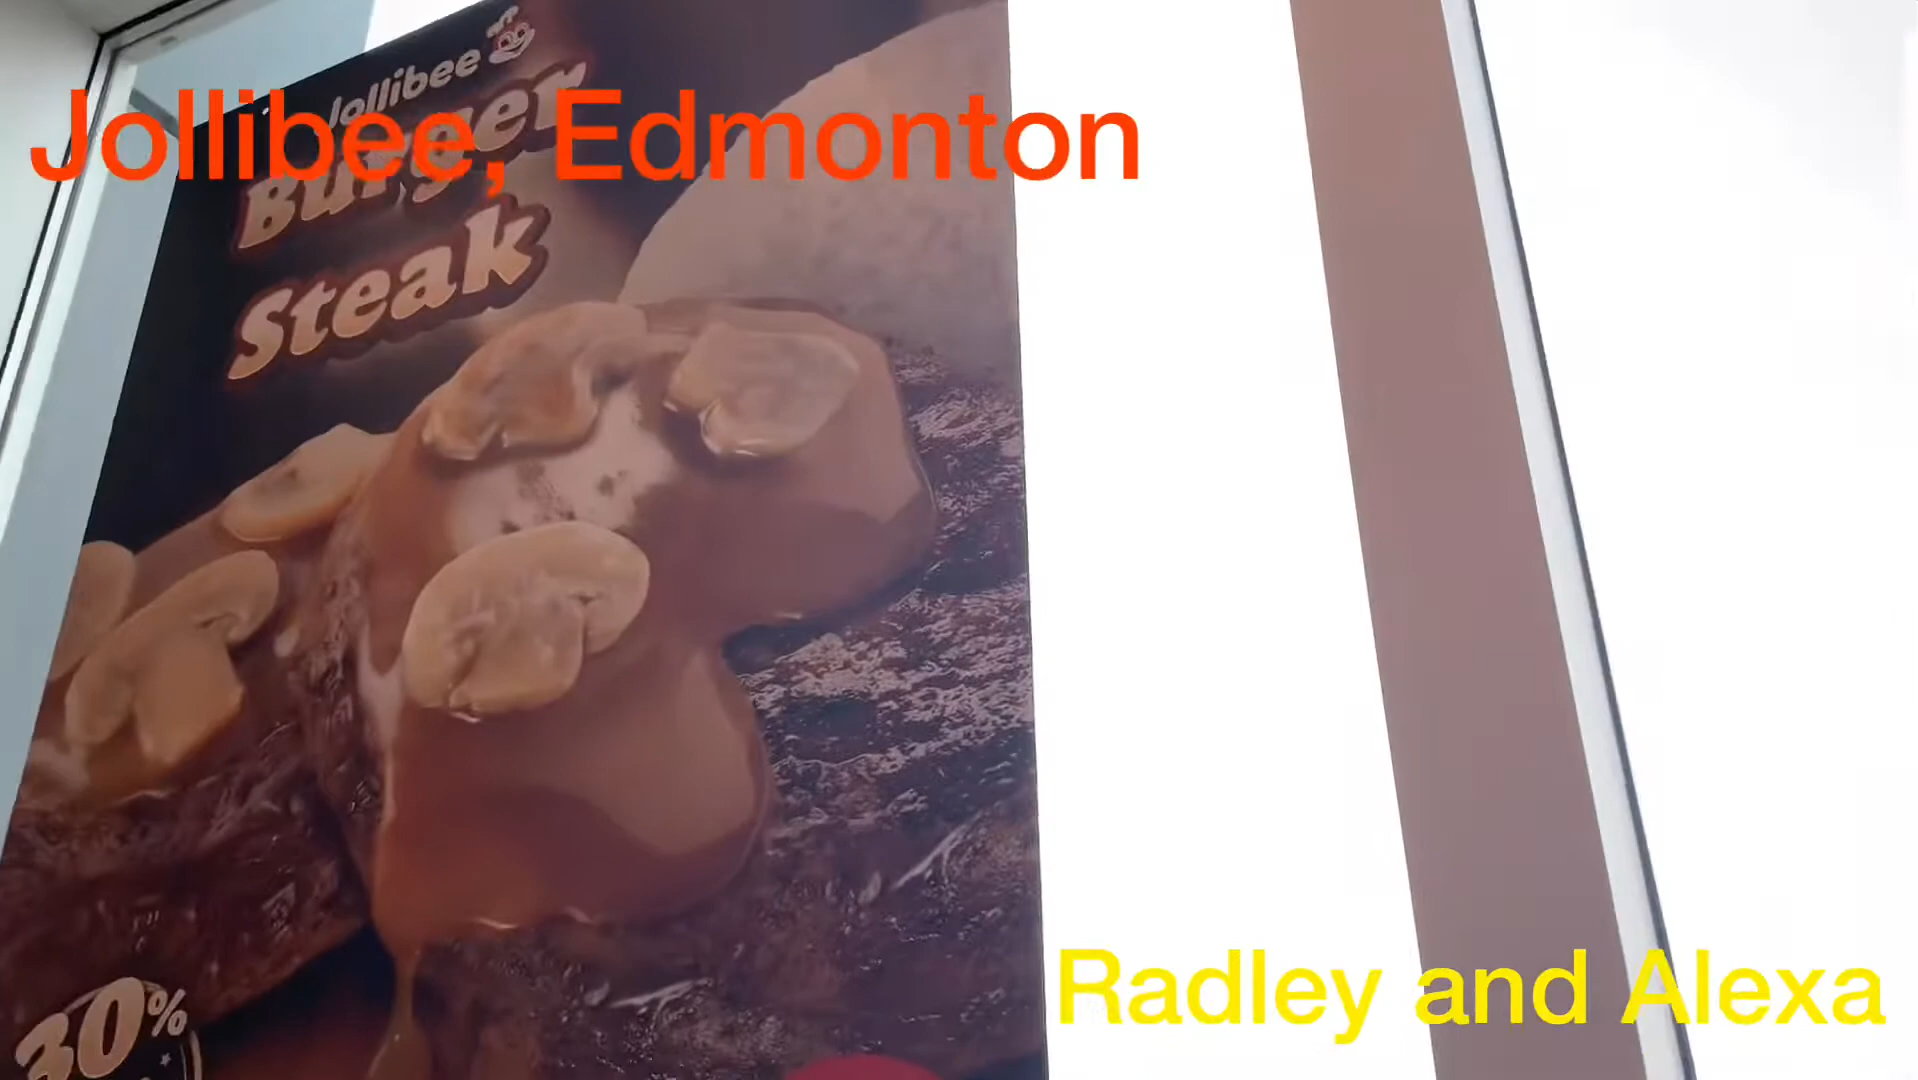 Jollibee
Jollibee, Edmonton
Burger
Steak
30%
Radley and Alexa